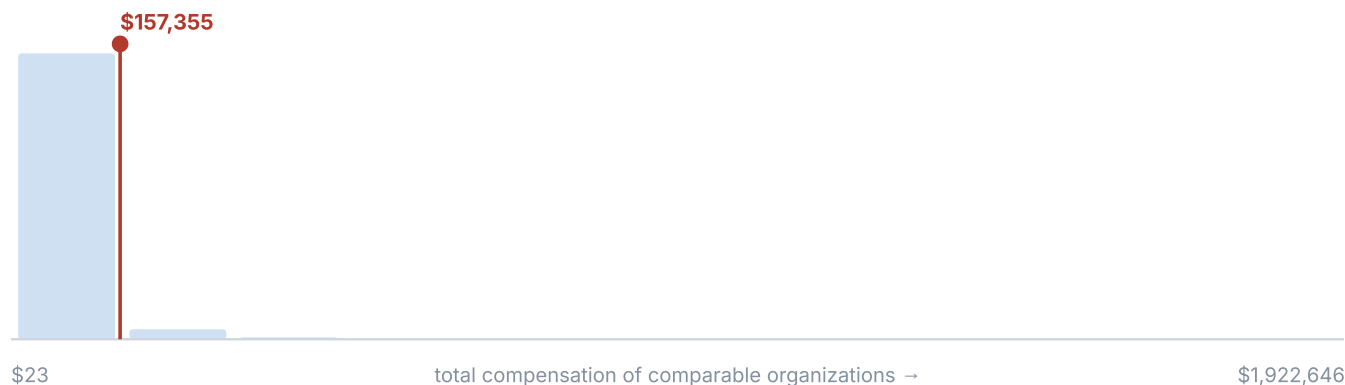 $157,355
$23
total compensation of comparable organizations →
$1,922,646